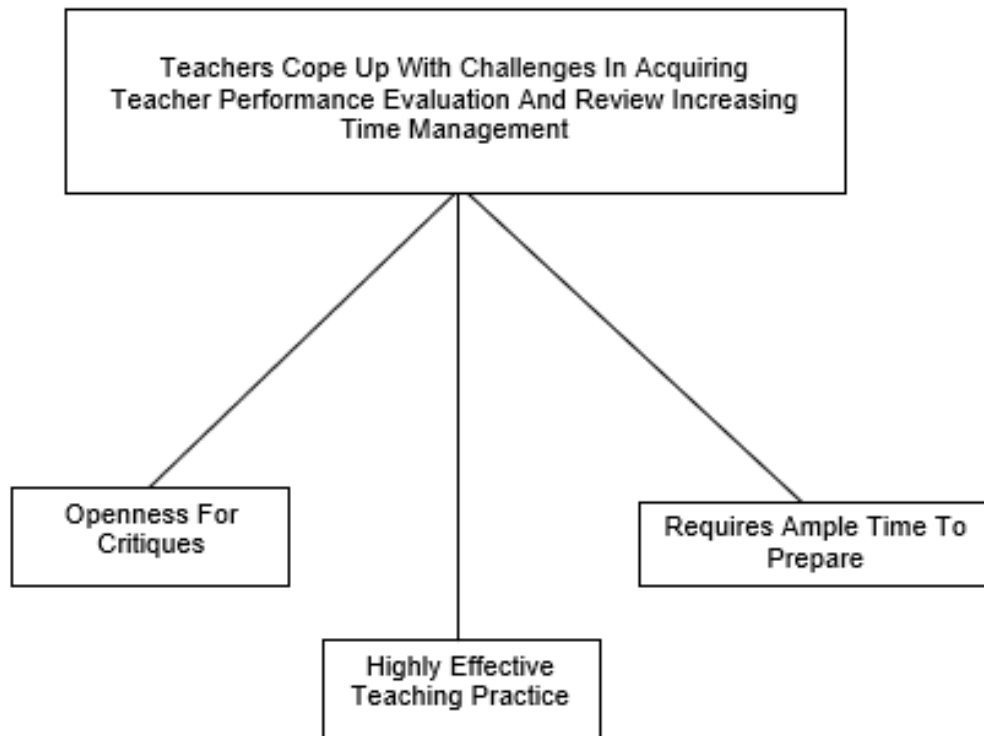 Teachers Cope Up With Challenges In Acquiring
Teacher Performance Evaluation And Review Increasing
Time Management
Openness For
Critiques
Requires Ample Time To
Prepare
Highly Effective
Teaching Practice